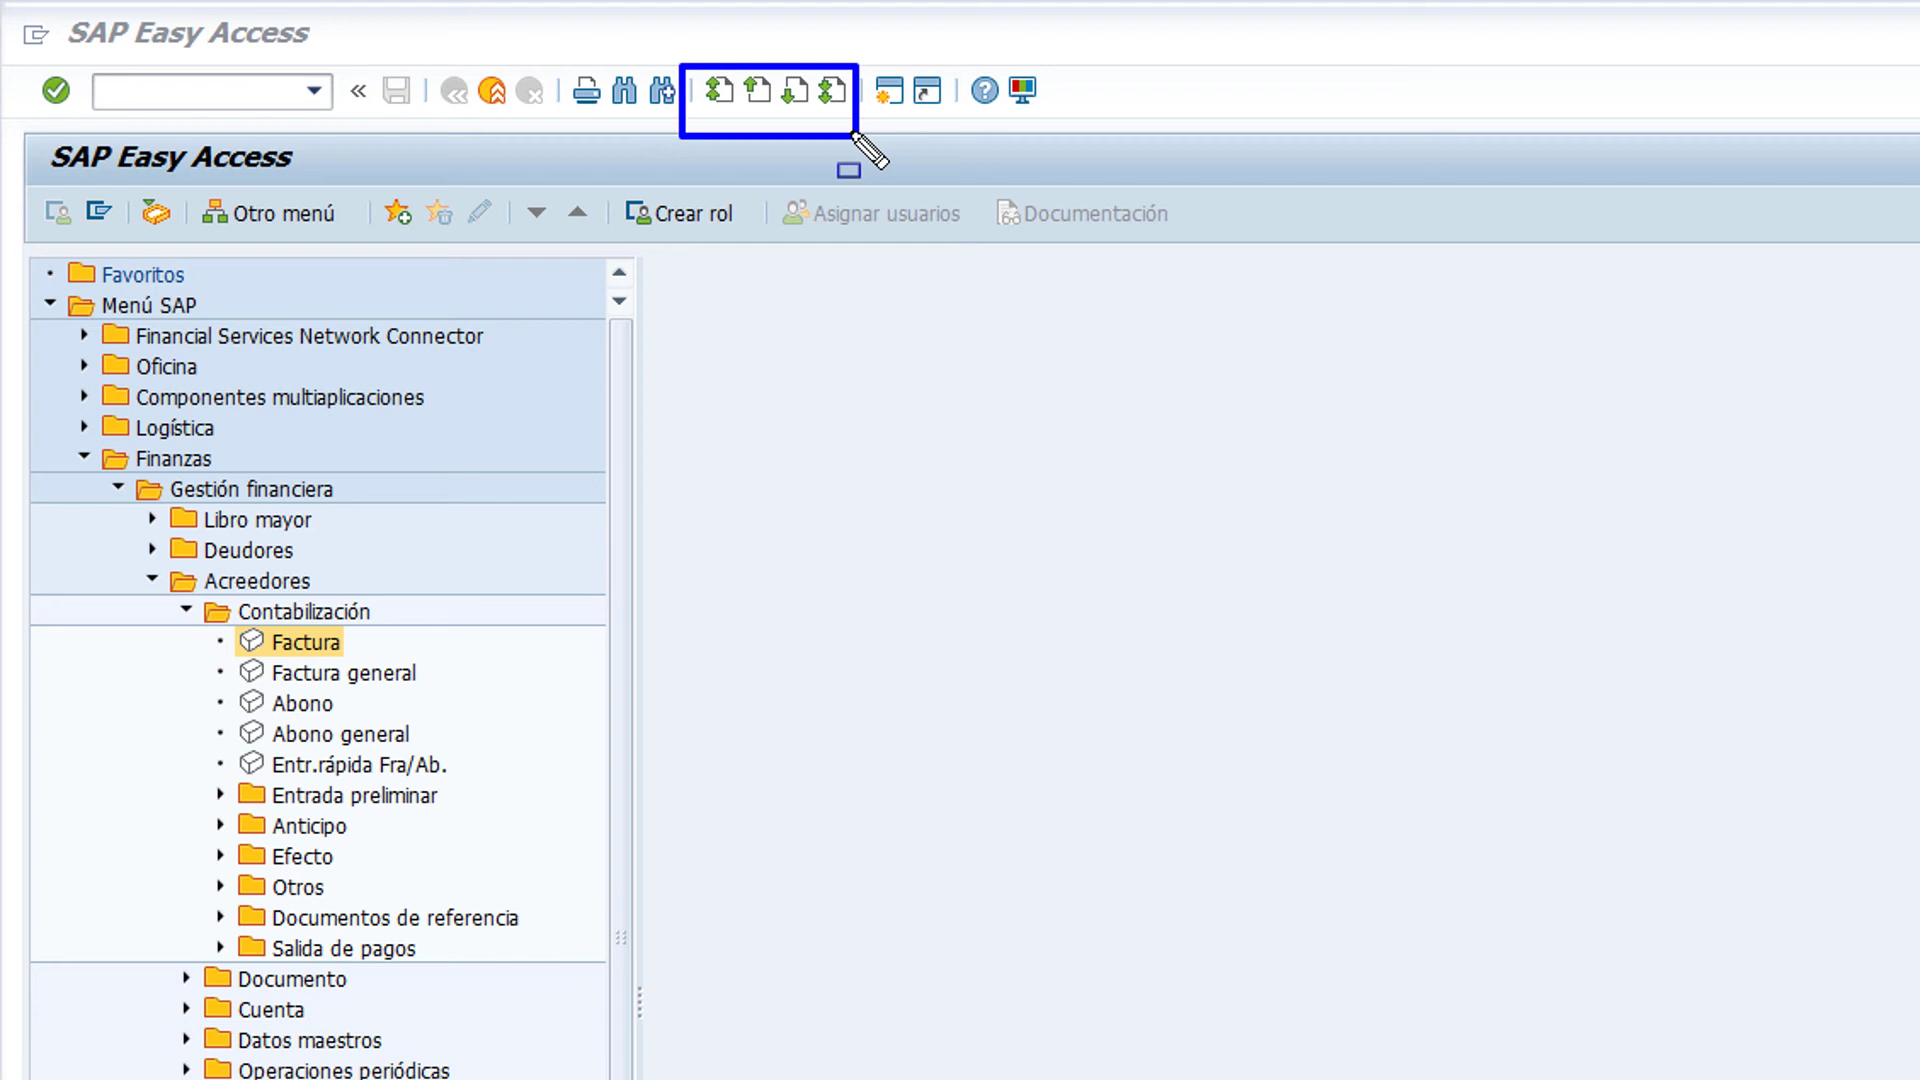 SAP Easy Access
SAP Easy Access
Otro menú Crear rol Asignar usuarios Documentación
Favoritos
Menú SAP
Financial Services Network Connector
Oficina
Componentes multiaplicaciones
Logística
Finanzas
Gestión financiera
Libro mayor
Deudores
Acreedores
Contabilización
Factura
Factura general
Abono
Abono general
Entr.rápida Fra/Ab.
Entrada preliminar
Anticipo
Efecto
Otros
Documentos de referencia
Salida de pagos
Documento
Cuenta
Datos maestros
Operaciones periódicas